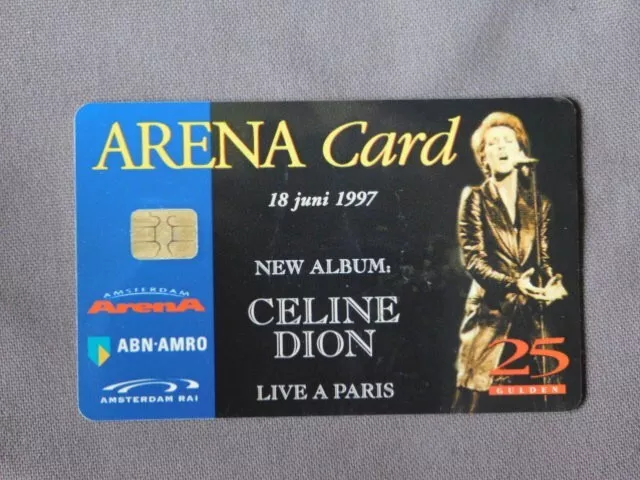 ARENA Card
18 juni 1997
NEW ALBUM:
CELINE
DION
LIVE A PARIS
AMSTERDAM
ArenA
ABN·AMRO
AMSTERDAM RAI
25
GULDEN